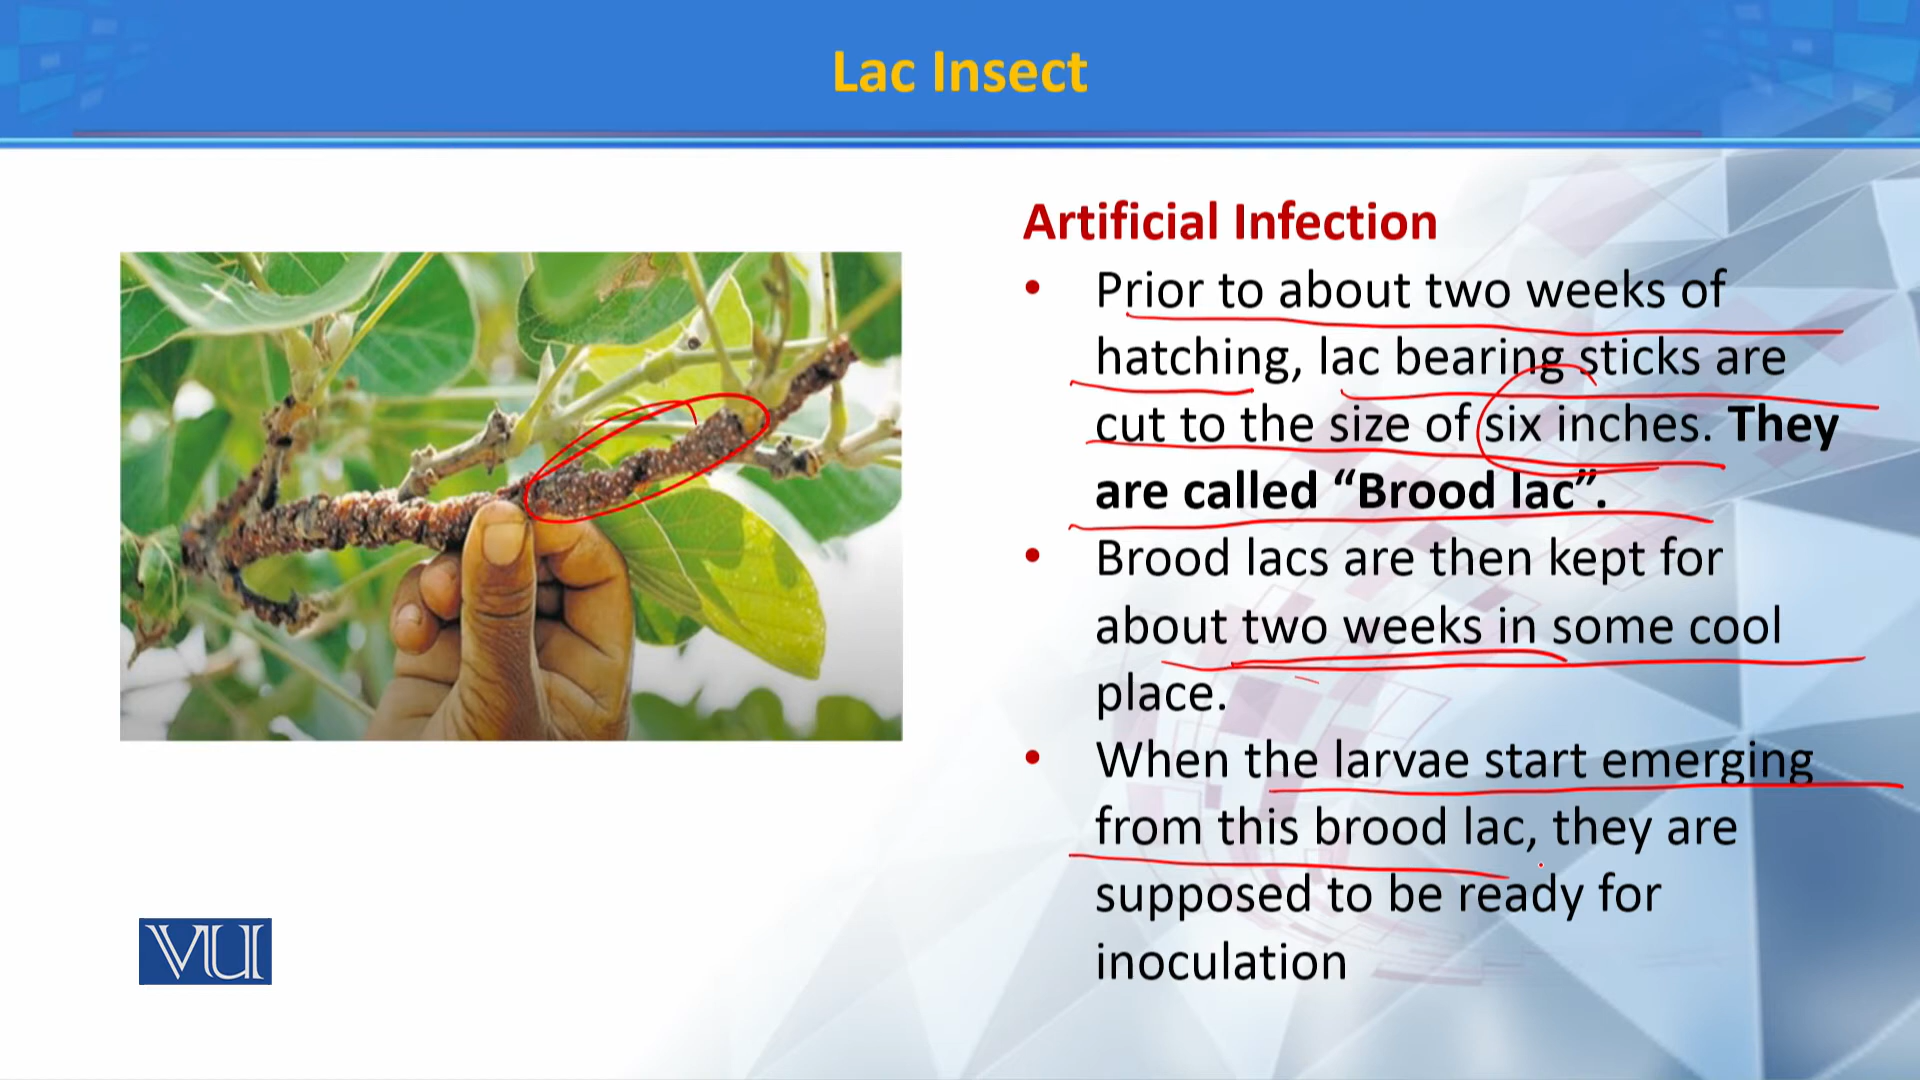 Lac Insect
Artificial Infection
• Prior to about two weeks of
hatching, lac bearing sticks are
cut to the size of six inches. They
are called “Brood lac”.
• Brood lacs are then kept for
about two weeks in some cool
place.
• When the larvae start emerging
from this brood lac, they are
supposed to be ready for
inoculation
VU